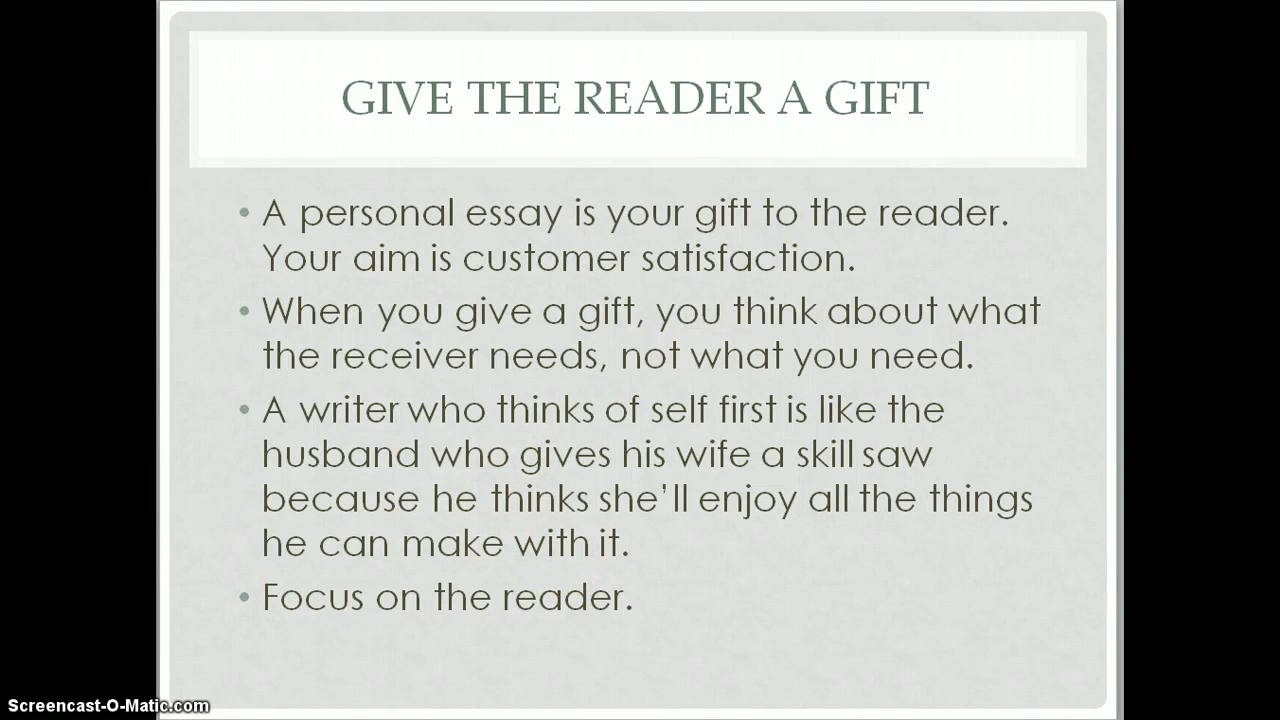 GIVE THE READER A GIFT
• A personal essay is your gift to the reader.
Your aim is customer satisfaction.
• When you give a gift, you think about what
the receiver needs, not what you need.
• A writer who thinks of self first is like the
husband who gives his wife a skill saw
because he thinks she'll enjoy all the things
he can make with it.
• Focus on the reader.
Screencast-O-Matic.com